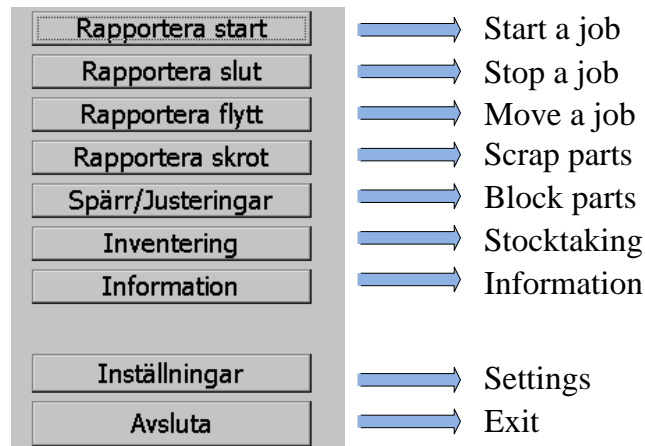 Rapportera start Start a job
Rapportera slut Stop a job
Rapportera flytt Move a job
Rapportera skrot Scrap parts
Spärr/Justeringar Block parts
Inventering Stocktaking
Information Information
Inställningar Settings
Avsluta Exit